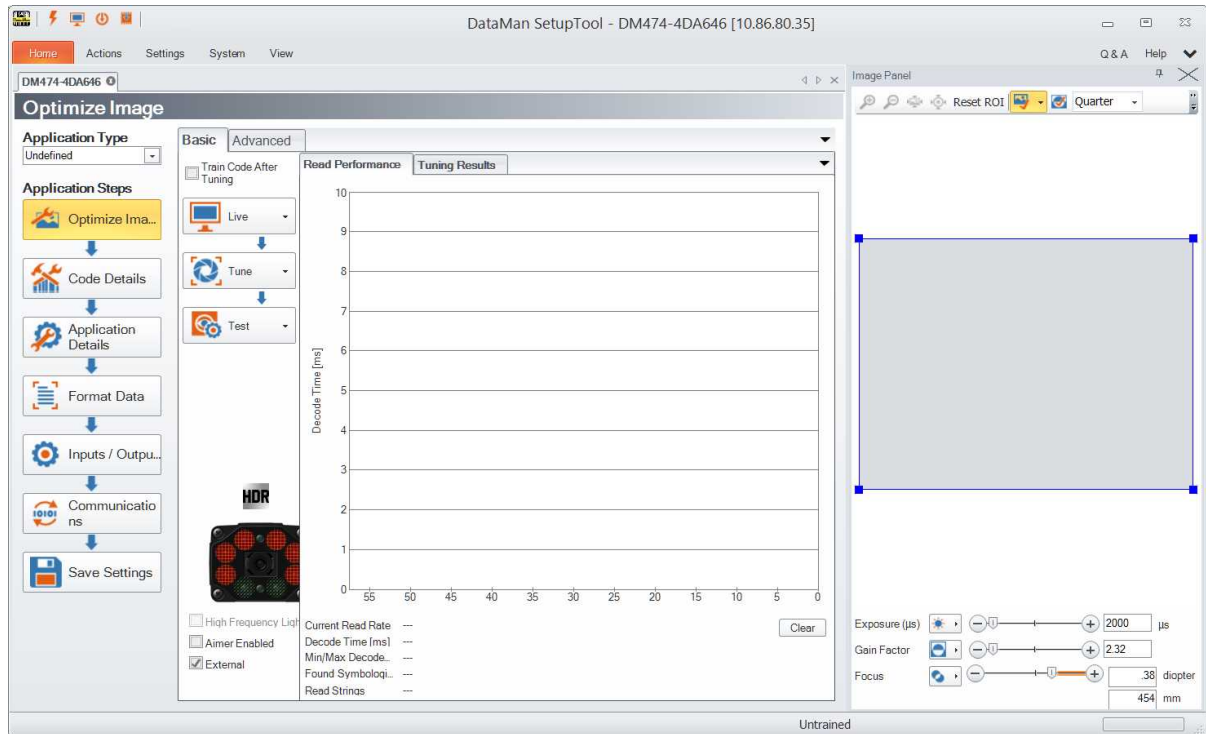 DataMan SetupTool - DM474-4DA646 [10.86.80.35]
Home Actions Settings System View Q & A Help
DM474-4DA646
Optimize Image
Application Type
Undefined
Application Steps
Optimize Ima...
Code Details
Application
Details
Format Data
Inputs / Outpu...
Communicatio
ns
Save Settings
Basic Advanced
Train Code After
Tuning
Live
Tune
Test
HDR
High Frequency Ligh
Aimer Enabled
External
Read Performance Tuning Results
Decode Time [ms]
10
9
8
7
6
5
4
3
2
1
0
55 50 45 40 35 30 25 20 15 10 5 0
Current Read Rate ---
Clear
Decode Time [ms] ---
Min/Max Decode... ---
Found Symbologi... ---
Read Strings ---
Image Panel
Reset ROI Quarter
Exposure (µs) 2000 µs
Gain Factor 2.32
Focus .38 diopter
454 mm
Untrained